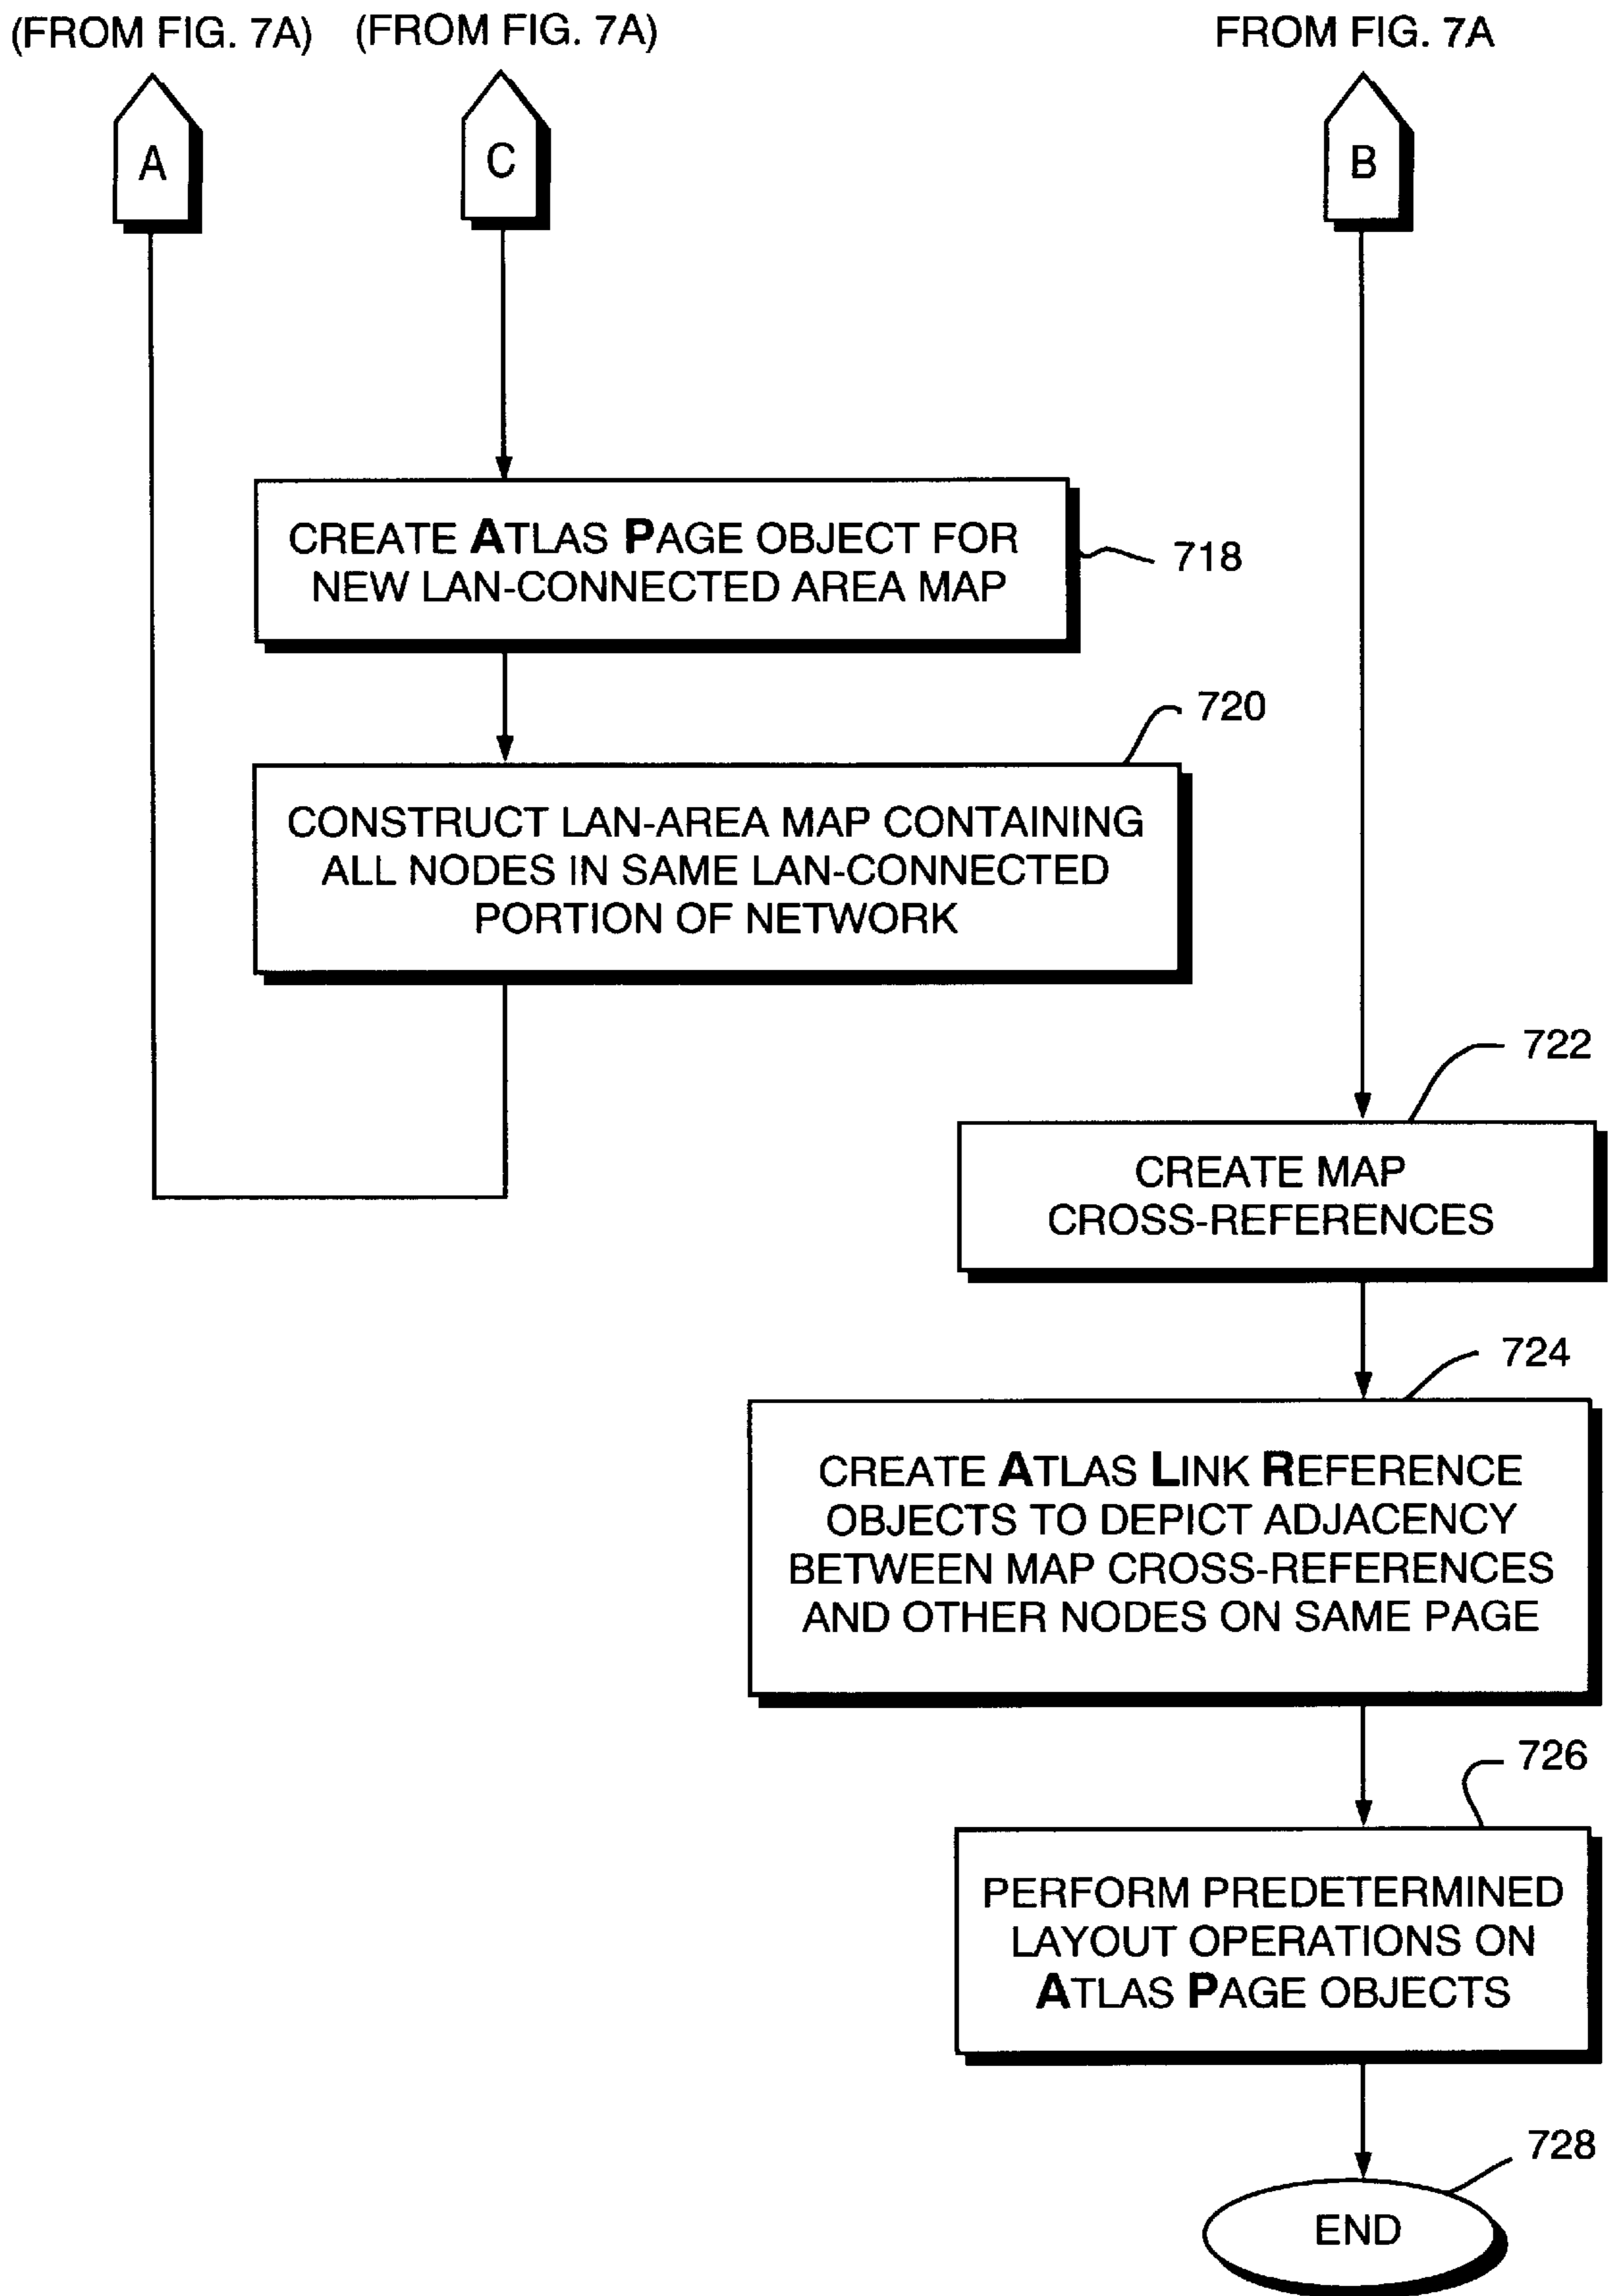 (FROM FIG. 7A)
(FROM FIG. 7A)
FROM FIG. 7A
A
C
B
CREATE ATLAS PAGE OBJECT FOR
NEW LAN-CONNECTED AREA MAP
718
720
CONSTRUCT LAN-AREA MAP CONTAINING
ALL NODES IN SAME LAN-CONNECTED
PORTION OF NETWORK
722
CREATE MAP
CROSS-REFERENCES
724
CREATE ATLAS LINK REFERENCE
OBJECTS TO DEPICT ADJACENCY
BETWEEN MAP CROSS-REFERENCES
AND OTHER NODES ON SAME PAGE
726
PERFORM PREDETERMINED
LAYOUT OPERATIONS ON
ATLAS PAGE OBJECTS
728
END